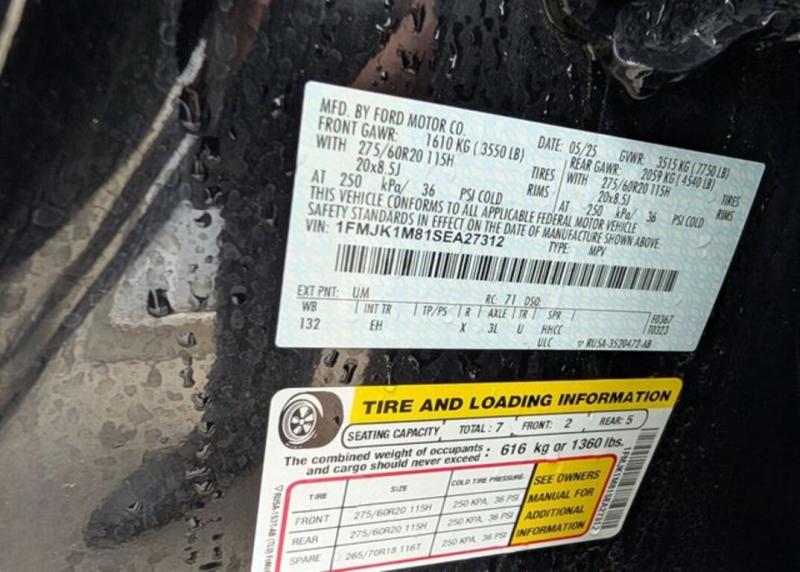 MFD. BY FORD MOTOR CO. DATE: 05/25 GVWR: 3515 KG (7750 LB)
FRONT GAWR: 1610 KG (3550 LB) REAR GAWR: 2059 KG (4540 LB)
WITH 275/60R20 115H TIRES WITH 275/60R20 115H TIRES
20x8.5J RIMS 20x8.5J RIMS
AT 250 kPa/ 36 PSI COLD AT 250 kPa/ 36 PSI COLD
THIS VEHICLE CONFORMS TO ALL APPLICABLE FEDERAL MOTOR VEHICLE
SAFETY STANDARDS IN EFFECT ON THE DATE OF MANUFACTURE SHOWN ABOVE.
VIN: 1FMJK1M81SEA27312
TYPE: MPV
EXT PNT: UM RC: 71 DSO:
WB INT TR TP/PS R AXLE TR SPR F0367
132 EH X 3L U HHCC T0323
ULC RU5A-3520472-AB
TIRE AND LOADING INFORMATION
SEATING CAPACITY TOTAL: 7 FRONT: 2 REAR: 5
The combined weight of occupants and cargo should never exceed: 616 kg or 1360 lbs.
TIRE SIZE COLD TIRE PRESSURE
FRONT 275/60R20 115H 250 KPA, 36 PSI
REAR 275/60R20 115H 250 KPA, 36 PSI
SPARE 265/70R18 116T 250 KPA, 36 PSI
SEE OWNERS
MANUAL FOR
ADDITIONAL
INFORMATION
1FMJK1M81SEA27312